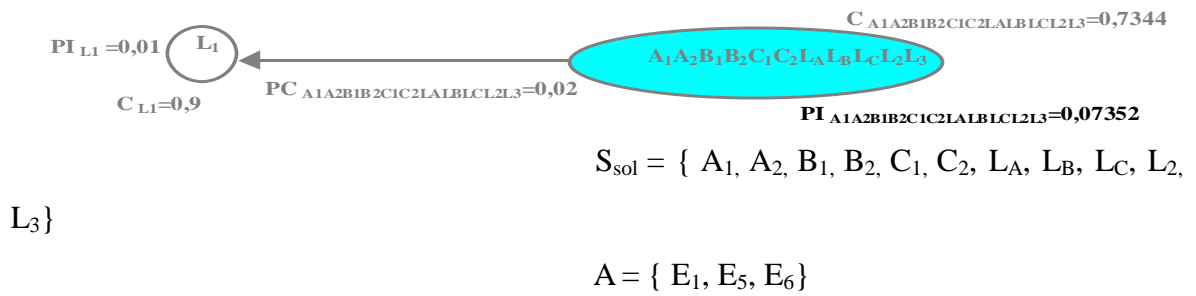 C A1A2B1B2C1C2LALBLCL2L3=0,7344
PI L1 =0,01
L1
A1A2B1B2C1C2LALBLCL2L3
PC A1A2B1B2C1C2LALBLCL2L3=0,02
C L1=0,9
PI A1A2B1B2C1C2LALBLCL2L3=0,07352
Ssol = { A1, A2, B1, B2, C1, C2, LA, LB, LC, L2,
L3}
A = { E1, E5, E6}